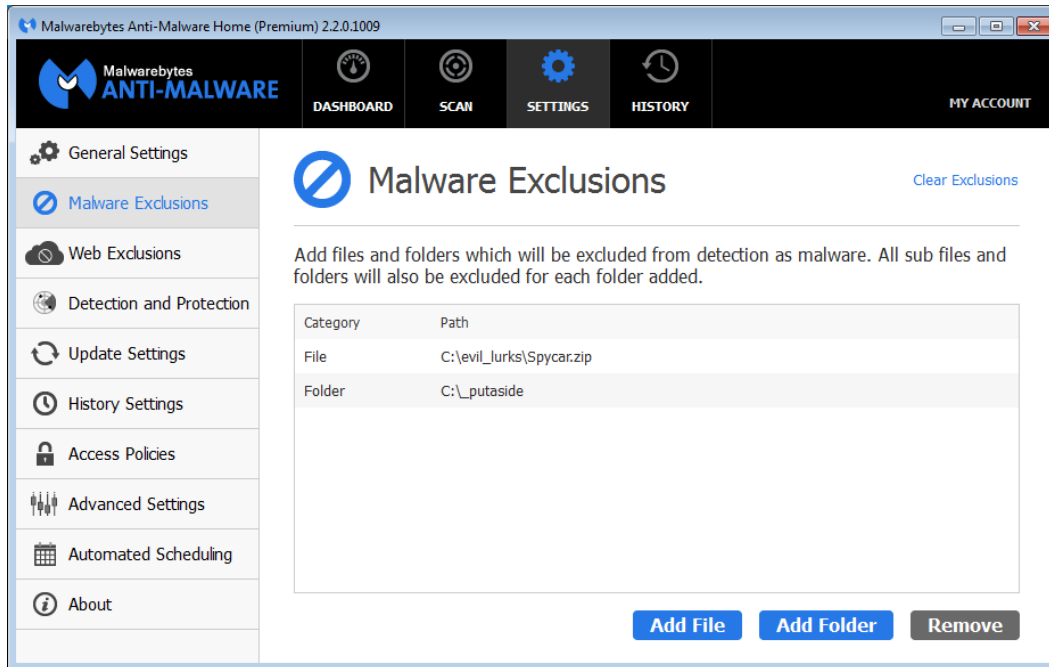 Malwarebytes Anti-Malware Home (Premium) 2.2.0.1009
Malwarebytes
ANTI-MALWARE
DASHBOARD
SCAN
SETTINGS
HISTORY
MY ACCOUNT
General Settings
Malware Exclusions
Web Exclusions
Detection and Protection
Update Settings
History Settings
Access Policies
Advanced Settings
Automated Scheduling
About
Malware Exclusions
Clear Exclusions
Add files and folders which will be excluded from detection as malware. All sub files and
folders will also be excluded for each folder added.
Category Path
File C:\evil_lurks\Spycar.zip
Folder C:\_putaside
Add File
Add Folder
Remove